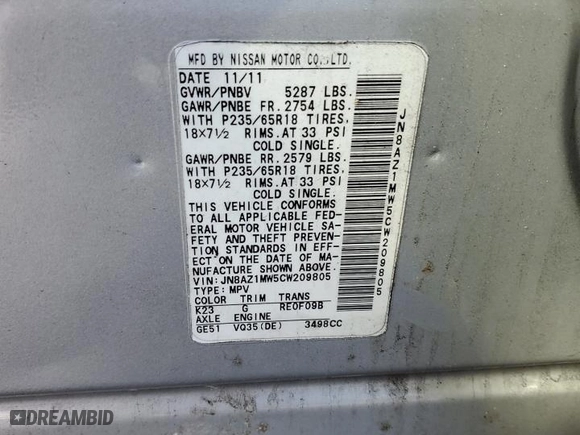 MFD BY NISSAN MOTOR CO.,LTD.
DATE 11/11
GVWR/PNBV 5287 LBS.
GAWR/PNBE FR. 2754 LBS.
WITH P235/65R18 TIRES,
18×7½ RIMS.AT 33 PSI
COLD SINGLE.
GAWR/PNBE RR. 2579 LBS.
WITH P235/65R18 TIRES,
18×7½ RIMS.AT 33 PSI
COLD SINGLE.
THIS VEHICLE CONFORMS
TO ALL APPLICABLE FED-
ERAL MOTOR VEHICLE SA-
FETY AND THEFT PREVEN-
TION STANDARDS IN EFF-
ECT ON THE DATE OF MA-
NUFACTURE SHOWN ABOVE.
VIN: JN8AZ1MW5CW209805
TYPE: MPV
COLOR TRIM TRANS
K23 G RE0F09B
AXLE ENGINE
GE51 VQ35(DE) 3498CC
JN8AZ1MW5CW209805
DREAMBID